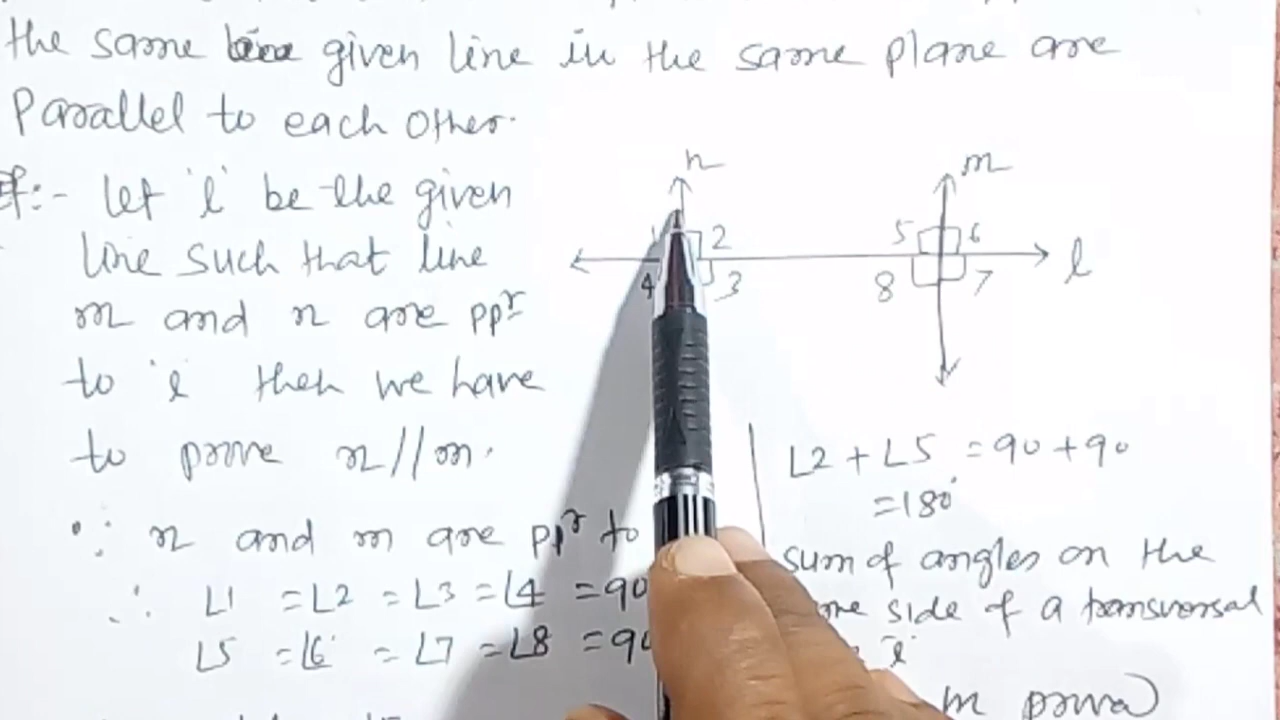 the same line given line in the same plane are
Parallel to each other.
Pf:- let 'l' be the given
line such that line
m and n are ppr
to 'l' then we have
to prove n//m.
∵ n and m are ppr to
∴ ∠1 = ∠2 = ∠3 = ∠4 = 90
∠5 = ∠6 = ∠7 = ∠8 = 90
n
m
1 2
5 6
l
4 3
8 7
∠2 + ∠5 = 90 + 90
= 180°
sum of angles on the
side of a transversal
'l'
m prove